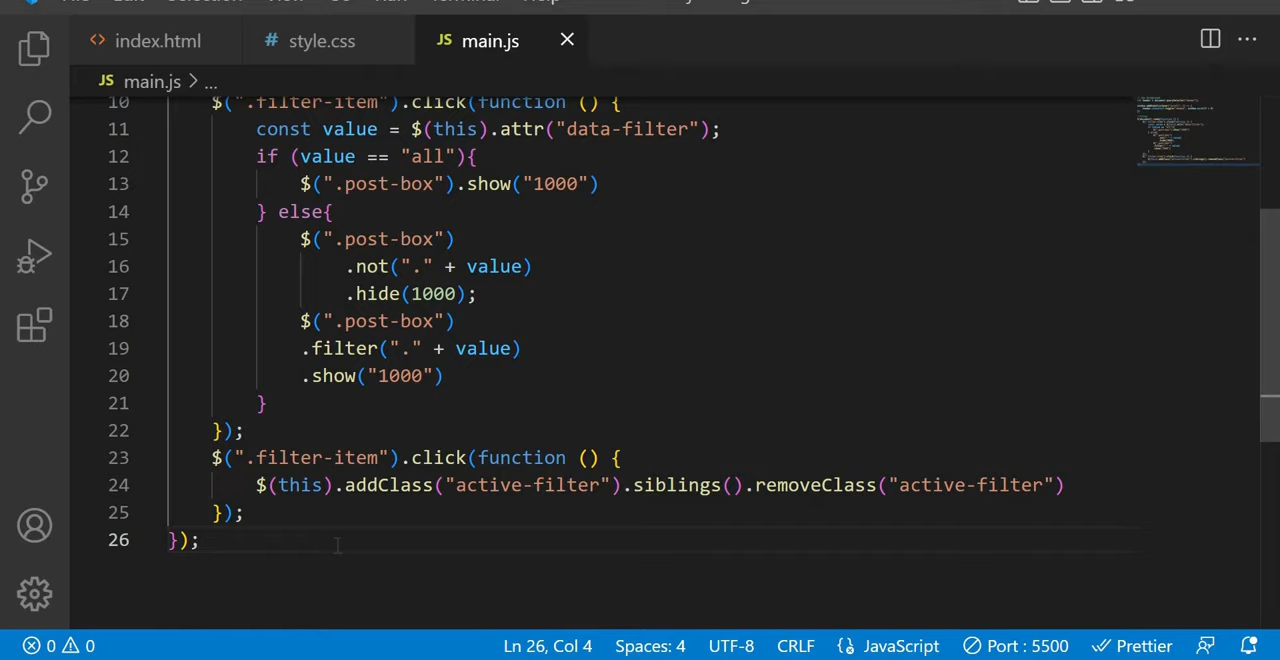 index.html
# style.css
JS main.js
JS main.js > ...
10 $(".filter-item").click(function () {
11 const value = $(this).attr("data-filter");
12 if (value == "all"){
13 $(".post-box").show("1000")
14 } else{
15 $(".post-box")
16 .not("." + value)
17 .hide(1000);
18 $(".post-box")
19 .filter("." + value)
20 .show("1000")
21 }
22 });
23 $(".filter-item").click(function () {
24 $(this).addClass("active-filter").siblings().removeClass("active-filter")
25 });
26 });
0 0 Ln 26, Col 4 Spaces: 4 UTF-8 CRLF {} JavaScript Port : 5500 Prettier